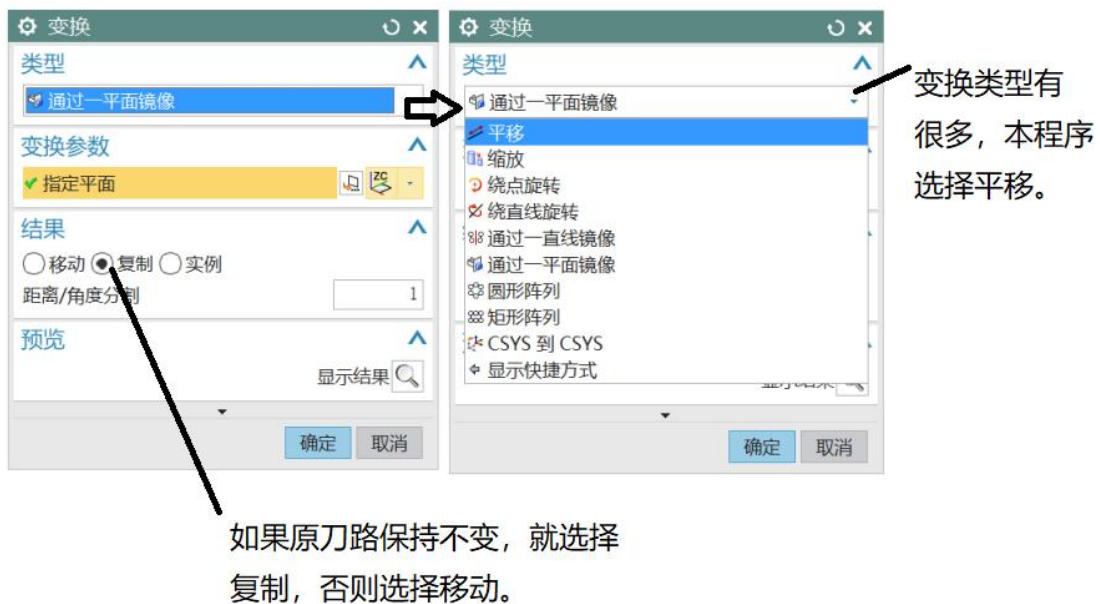 变换
类型
通过一平面镜像
变换参数
指定平面
ZC
结果
移动 复制 实例
距离/角度分割 1
预览
显示结果
确定 取消
变换
类型
通过一平面镜像
平移
缩放
绕点旋转
绕直线旋转
通过一直线镜像
通过一平面镜像
圆形阵列
矩形阵列
CSYS 到 CSYS
显示快捷方式
显示结果
确定 取消
变换类型有
很多，本程序
选择平移。
如果原刀路保持不变，就选择
复制，否则选择移动。